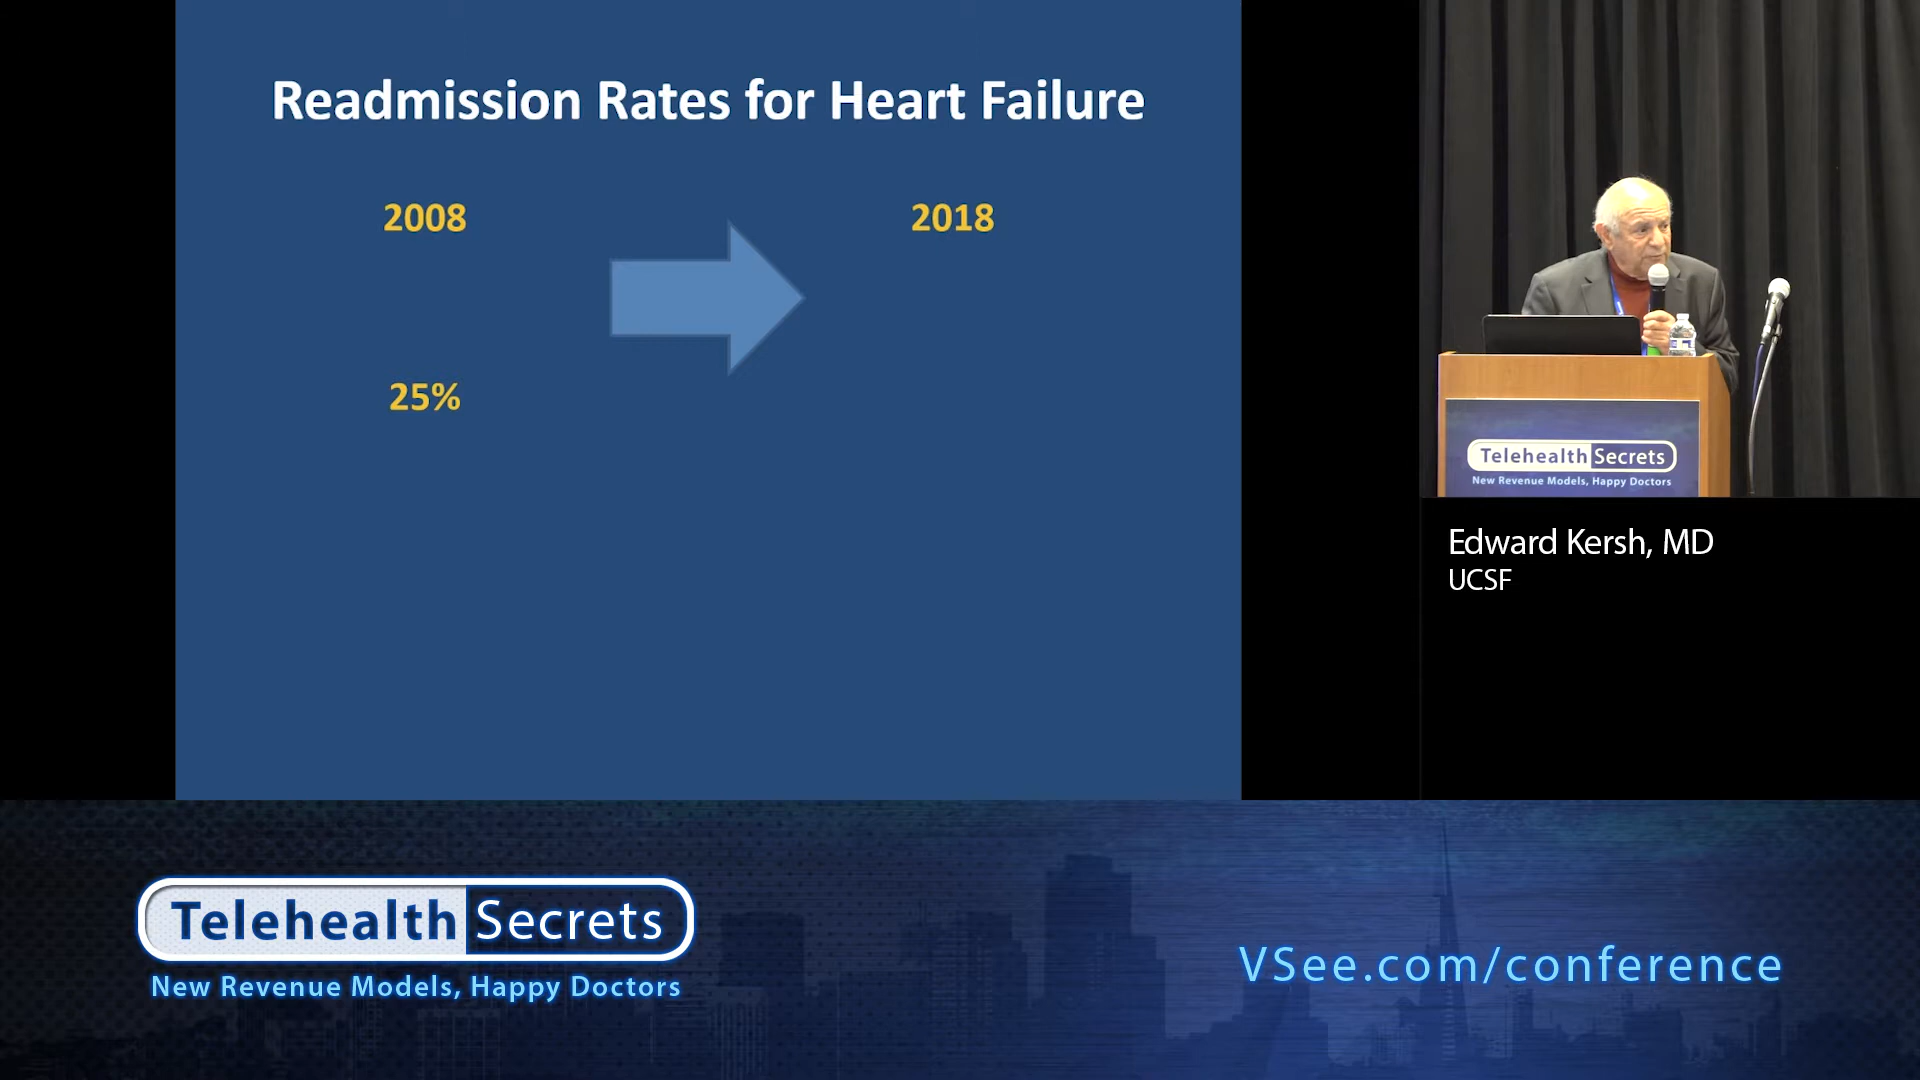 Readmission Rates for Heart Failure
2008
2018
25%
Telehealth Secrets
New Revenue Models, Happy Doctors
Edward Kersh, MD
UCSF
Telehealth Secrets
New Revenue Models, Happy Doctors
VSee.com/conference